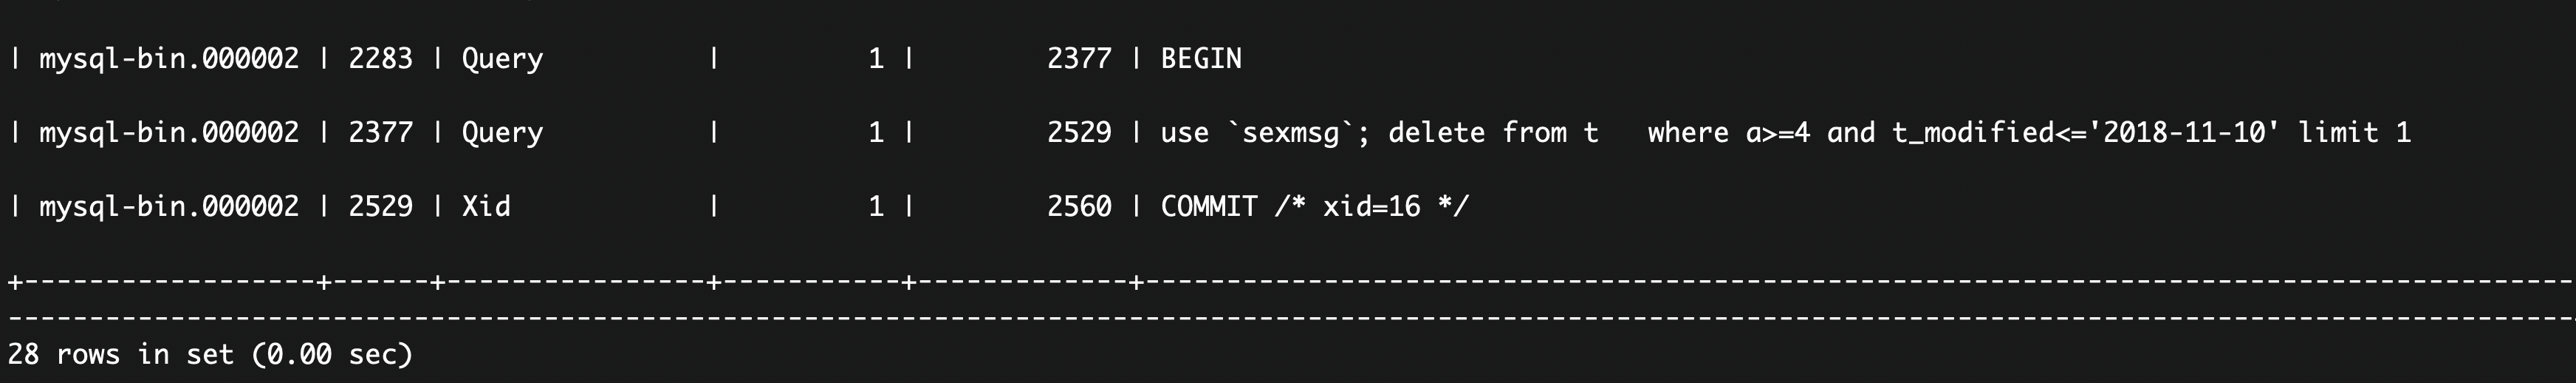 | mysql-bin.000002 | 2283 | Query          |         1 |        2377 | BEGIN
| mysql-bin.000002 | 2377 | Query          |         1 |        2529 | use `sexmsg`; delete from t   where a>=4 and t_modified<='2018-11-10' limit 1
| mysql-bin.000002 | 2529 | Xid            |         1 |        2560 | COMMIT /* xid=16 */
+------------------+------+----------------+-----------+-------------+----------------------------------------------------------------------------------------
----------------------------------------------------------------------------------------------------------------------------------------------------------------
28 rows in set (0.00 sec)